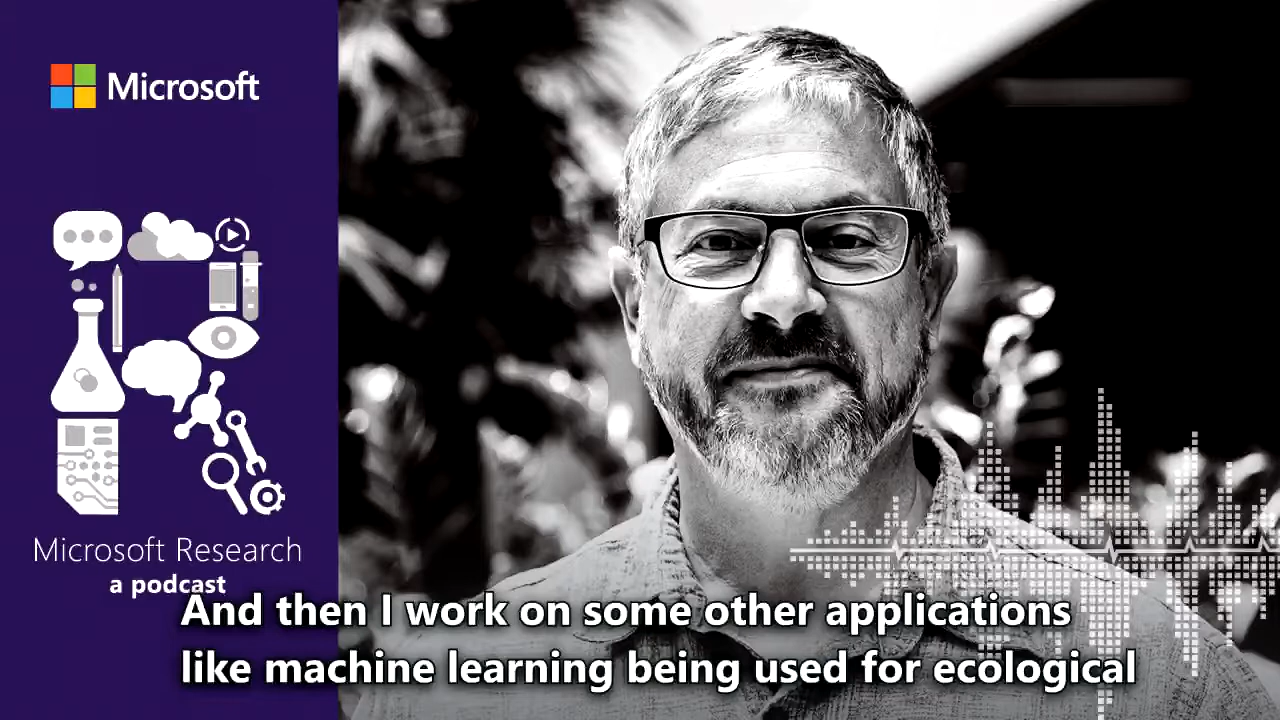 Microsoft
Microsoft Research
a podcast
And then I work on some other applications
like machine learning being used for ecological